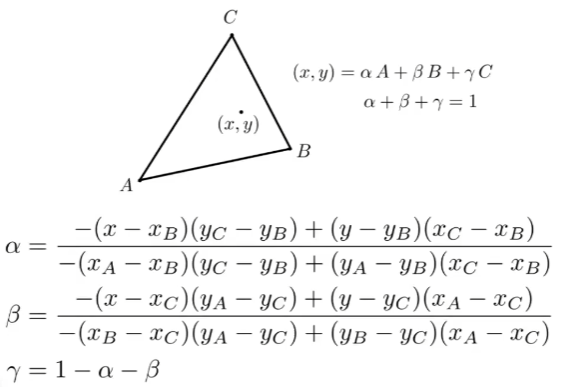 C
(x, y) = α A + β B + γ C
α + β + γ = 1
(x, y)
B
A
α = −(x − x_B)(y_C − y_B) + (y − y_B)(x_C − x_B) / −(x_A − x_B)(y_C − y_B) + (y_A − y_B)(x_C − x_B)
β = −(x − x_C)(y_A − y_C) + (y − y_C)(x_A − x_C) / −(x_B − x_C)(y_A − y_C) + (y_B − y_C)(x_A − x_C)
γ = 1 − α − β